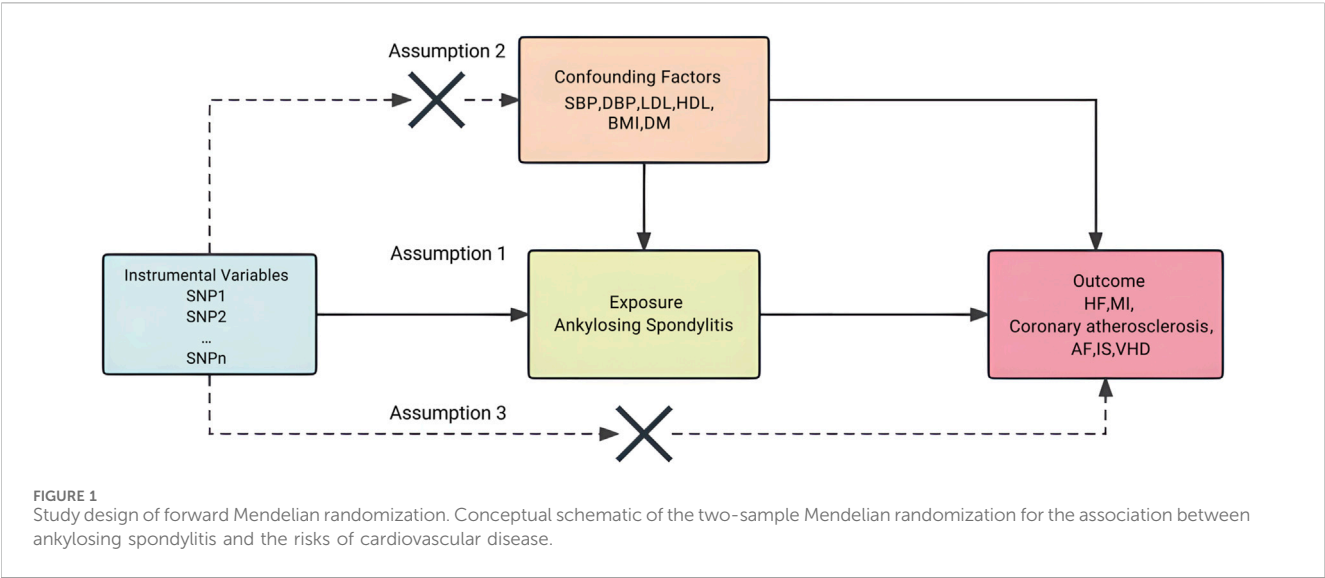 Assumption 2
Confounding Factors
SBP,DBP,LDL,HDL,
BMI,DM
Assumption 1
Instrumental Variables
SNP1
SNP2
...
SNPn
Exposure
Ankylosing Spondylitis
Outcome
HF,MI,
Coronary atherosclerosis,
AF,IS,VHD
Assumption 3
FIGURE 1
Study design of forward Mendelian randomization. Conceptual schematic of the two-sample Mendelian randomization for the association between
ankylosing spondylitis and the risks of cardiovascular disease.